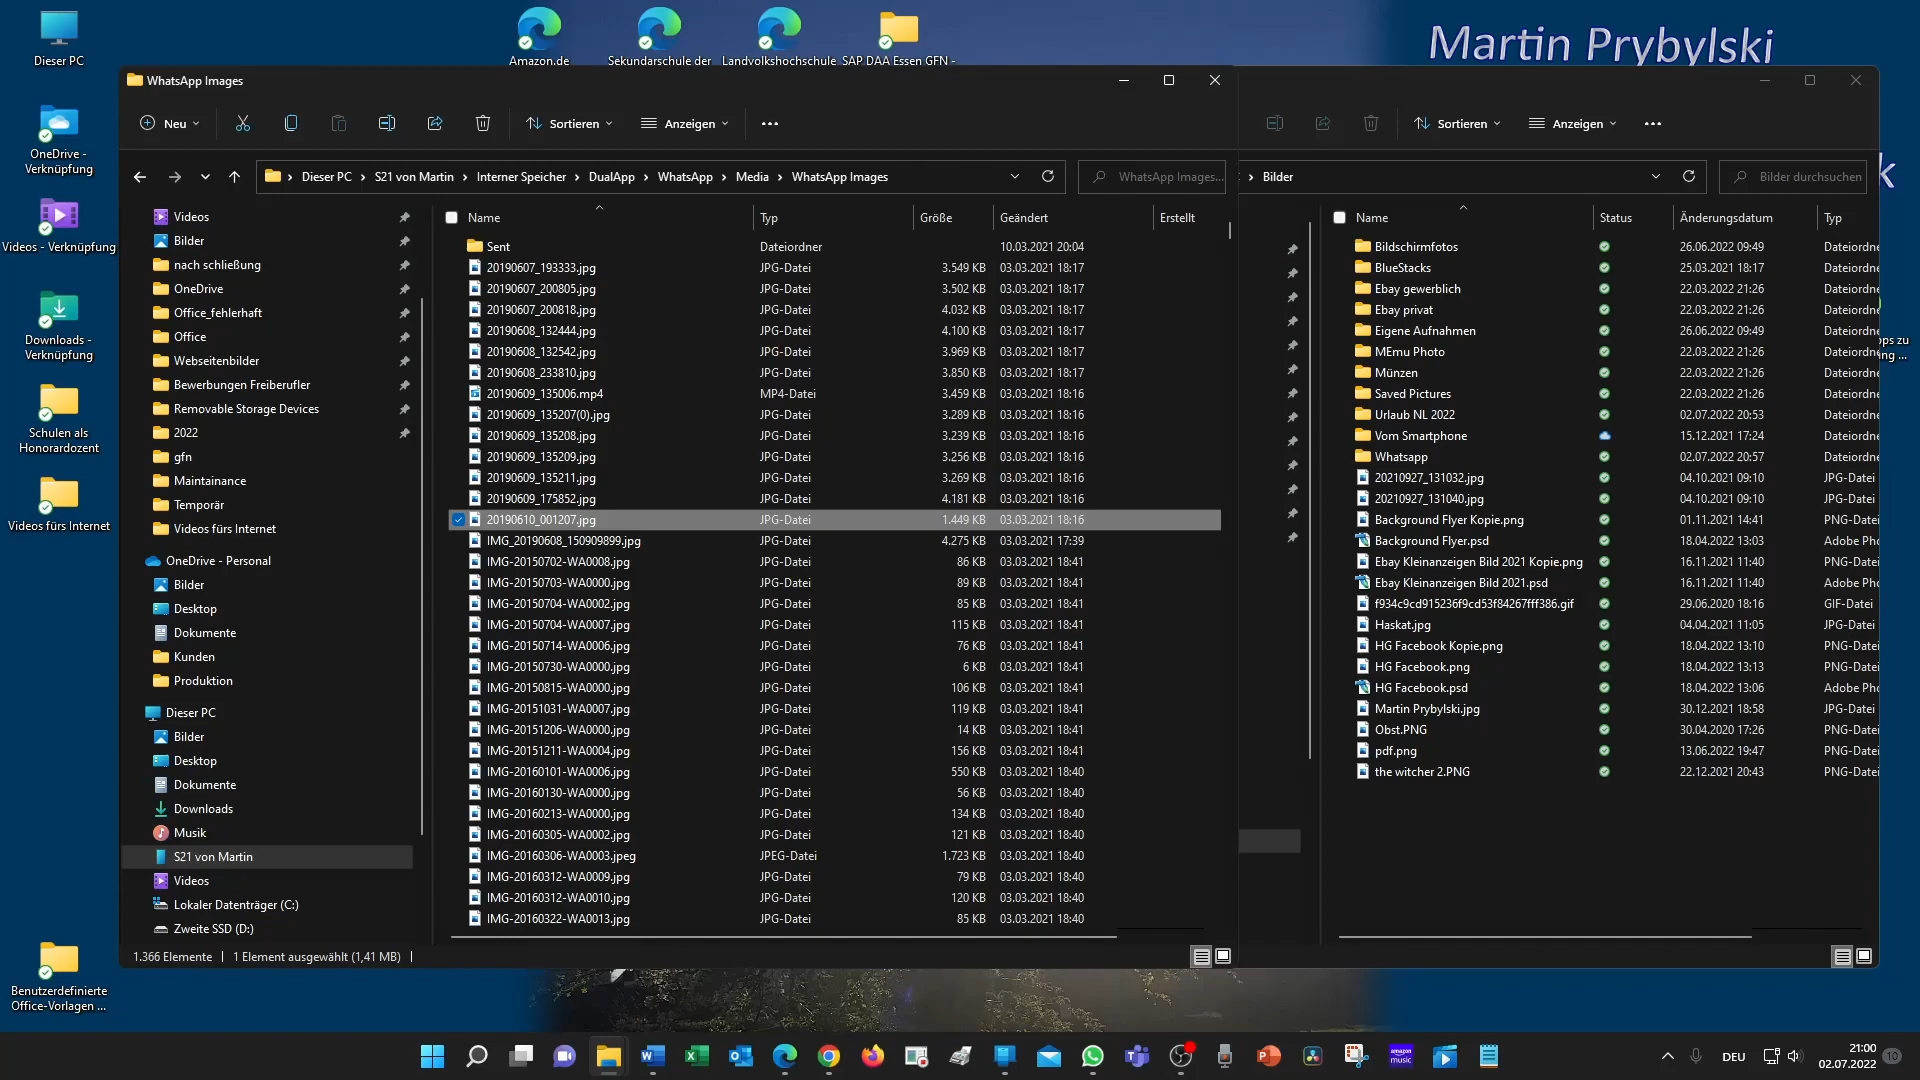 Dieser PC
OneDrive -
Verknüpfung
Videos - Verknüpfung
Downloads -
Verknüpfung
Schulen als
Honorardozent
Videos fürs Internet
Benutzerdefinierte
Office-Vorlagen ...
Amazon.de
Sekundarschule der
Landvolkshochschule
SAP DAA Essen GFN -
Martin Prybylski
WhatsApp Images
Neu
Sortieren
Anzeigen
Dieser PC > S21 von Martin > Interner Speicher > DualApp > WhatsApp > Media > WhatsApp Images
WhatsApp Images...
Videos
Bilder
nach schließung
OneDrive
Office_fehlerhaft
Office
Webseitenbilder
Bewerbungen Freiberufler
Removable Storage Devices
2022
gfn
Maintainance
Temporär
Videos fürs Internet
OneDrive - Personal
Bilder
Desktop
Dokumente
Kunden
Produktion
Dieser PC
Bilder
Desktop
Dokumente
Downloads
Musik
S21 von Martin
Videos
Lokaler Datenträger (C:)
Zweite SSD (D:)
Name Typ Größe Geändert Erstellt
Sent Dateiordner 10.03.2021 20:04
20190607_193333.jpg JPG-Datei 3.549 KB 03.03.2021 18:17
20190607_200805.jpg JPG-Datei 3.502 KB 03.03.2021 18:17
20190607_200818.jpg JPG-Datei 4.032 KB 03.03.2021 18:17
20190608_132444.jpg JPG-Datei 4.100 KB 03.03.2021 18:17
20190608_132542.jpg JPG-Datei 3.969 KB 03.03.2021 18:17
20190608_233810.jpg JPG-Datei 3.850 KB 03.03.2021 18:17
20190609_135006.mp4 MP4-Datei 3.459 KB 03.03.2021 18:16
20190609_135207(0).jpg JPG-Datei 3.289 KB 03.03.2021 18:16
20190609_135208.jpg JPG-Datei 3.239 KB 03.03.2021 18:16
20190609_135209.jpg JPG-Datei 3.256 KB 03.03.2021 18:16
20190609_135211.jpg JPG-Datei 3.269 KB 03.03.2021 18:16
20190609_175852.jpg JPG-Datei 4.181 KB 03.03.2021 18:16
20190610_001207.jpg JPG-Datei 1.449 KB 03.03.2021 18:16
IMG_20190608_150909899.jpg JPG-Datei 4.275 KB 03.03.2021 17:39
IMG-20150702-WA0008.jpg JPG-Datei 86 KB 03.03.2021 18:41
IMG-20150703-WA0000.jpg JPG-Datei 89 KB 03.03.2021 18:41
IMG-20150704-WA0002.jpg JPG-Datei 85 KB 03.03.2021 18:41
IMG-20150704-WA0007.jpg JPG-Datei 115 KB 03.03.2021 18:41
IMG-20150714-WA0006.jpg JPG-Datei 76 KB 03.03.2021 18:41
IMG-20150730-WA0000.jpg JPG-Datei 6 KB 03.03.2021 18:41
IMG-20150815-WA0000.jpg JPG-Datei 106 KB 03.03.2021 18:41
IMG-20151031-WA0007.jpg JPG-Datei 119 KB 03.03.2021 18:41
IMG-20151206-WA0000.jpg JPG-Datei 14 KB 03.03.2021 18:41
IMG-20151211-WA0004.jpg JPG-Datei 156 KB 03.03.2021 18:41
IMG-20160101-WA0006.jpg JPG-Datei 550 KB 03.03.2021 18:40
IMG-20160130-WA0000.jpg JPG-Datei 56 KB 03.03.2021 18:40
IMG-20160213-WA0000.jpg JPG-Datei 134 KB 03.03.2021 18:40
IMG-20160305-WA0002.jpg JPG-Datei 121 KB 03.03.2021 18:40
IMG-20160306-WA0003.jpeg JPEG-Datei 1.723 KB 03.03.2021 18:40
IMG-20160312-WA0009.jpg JPG-Datei 79 KB 03.03.2021 18:40
IMG-20160312-WA0010.jpg JPG-Datei 120 KB 03.03.2021 18:40
IMG-20160322-WA0013.jpg JPG-Datei 85 KB 03.03.2021 18:40
1.366 Elemente 1 Element ausgewählt (1,41 MB)
Sortieren
Anzeigen
> Bilder
Bilder durchsuchen
Name Status Änderungsdatum Typ
Bildschirmfotos 26.06.2022 09:49 Dateiordne
BlueStacks 25.03.2021 18:17 Dateiordne
Ebay gewerblich 22.03.2022 21:26 Dateiordne
Ebay privat 22.03.2022 21:26 Dateiordne
Eigene Aufnahmen 26.06.2022 09:49 Dateiordne
MEmu Photo 22.03.2022 21:26 Dateiordne
Münzen 22.03.2022 21:26 Dateiordne
Saved Pictures 22.03.2022 21:26 Dateiordne
Urlaub NL 2022 02.07.2022 20:53 Dateiordne
Vom Smartphone 15.12.2021 17:24 Dateiordne
Whatsapp 02.07.2022 20:57 Dateiordne
20210927_131032.jpg 04.10.2021 09:10 JPG-Datei
20210927_131040.jpg 04.10.2021 09:10 JPG-Datei
Background Flyer Kopie.png 01.11.2021 14:41 PNG-Datei
Background Flyer.psd 18.04.2022 13:03 Adobe Pho
Ebay Kleinanzeigen Bild 2021 Kopie.png 16.11.2021 11:40 PNG-Datei
Ebay Kleinanzeigen Bild 2021.psd 16.11.2021 11:40 Adobe Pho
f934c9cd915236f9cd53f84267fff386.gif 29.06.2020 18:16 GIF-Datei
Haskat.jpg 04.04.2021 11:05 JPG-Datei
HG Facebook Kopie.png 18.04.2022 13:10 PNG-Datei
HG Facebook.png 18.04.2022 13:13 PNG-Datei
HG Facebook.psd 18.04.2022 13:06 Adobe Pho
Martin Prybylski.jpg 30.12.2021 18:58 JPG-Datei
Obst.PNG 30.04.2020 17:26 PNG-Datei
pdf.png 13.06.2022 19:47 PNG-Datei
the witcher 2.PNG 22.12.2021 20:43 PNG-Datei
k
ps zu
ng ...
amazon
music
DEU
21:00
02.07.2022
10